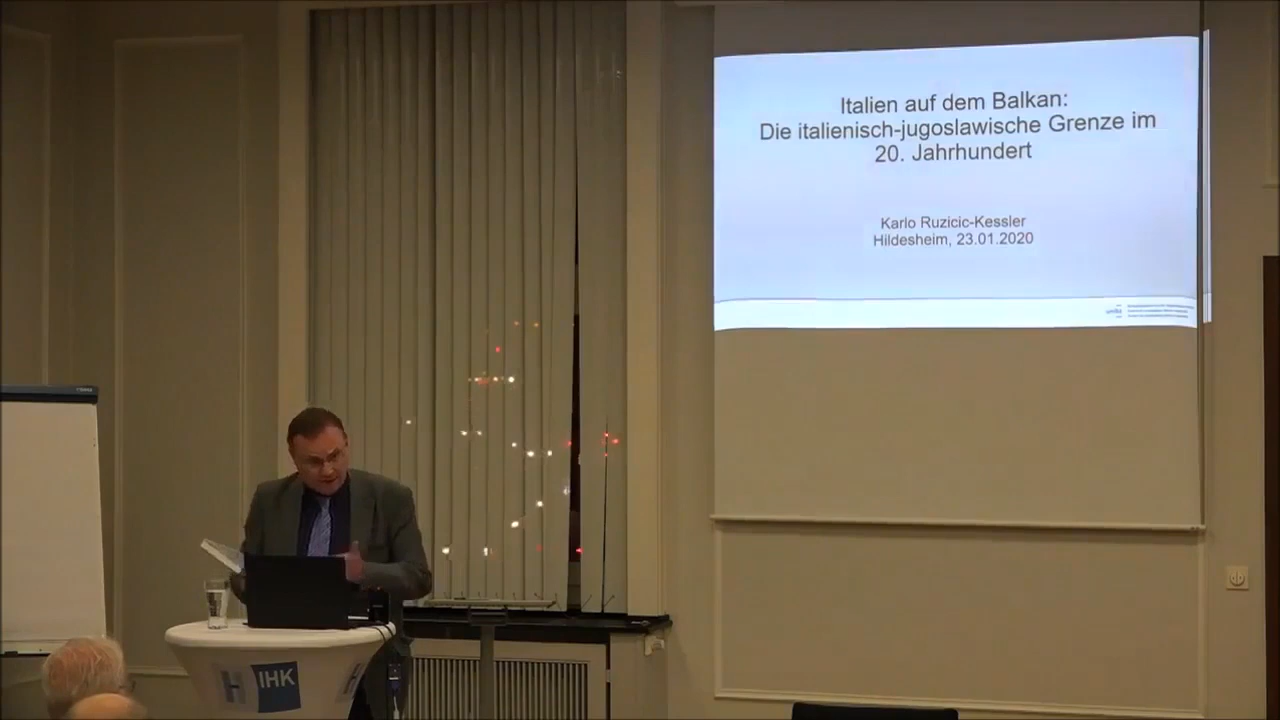 Italien auf dem Balkan:
Die italienisch-jugoslawische Grenze im
20. Jahrhundert
Karlo Ruzicic-Kessler
Hildesheim, 23.01.2020
H IHK H